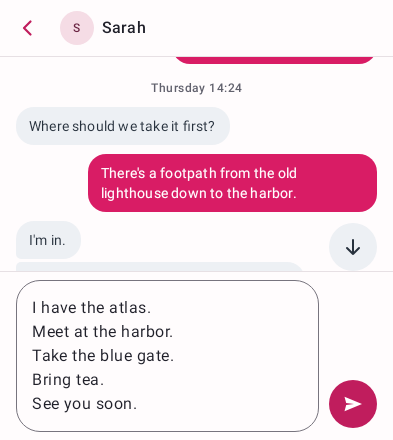 S
Sarah
Thursday 14:24
Where should we take it first?
There's a footpath from the old
lighthouse down to the harbor.
I'm in.
I have the atlas.
Meet at the harbor.
Take the blue gate.
Bring tea.
See you soon.